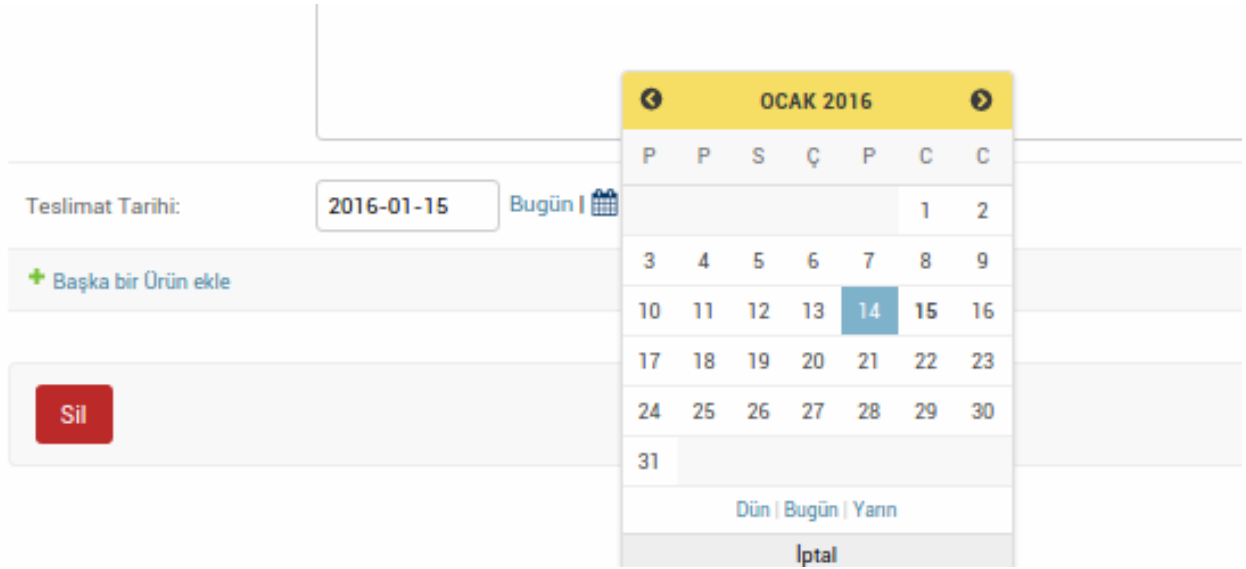 OCAK 2016
P P S Ç P C C
Teslimat Tarihi: 2016-01-15 Bugün |
1 2
3 4 5 6 7 8 9
+ Başka bir Ürün ekle
10 11 12 13 14 15 16
17 18 19 20 21 22 23
Sil
24 25 26 27 28 29 30
31
Dün | Bugün | Yarın
İptal